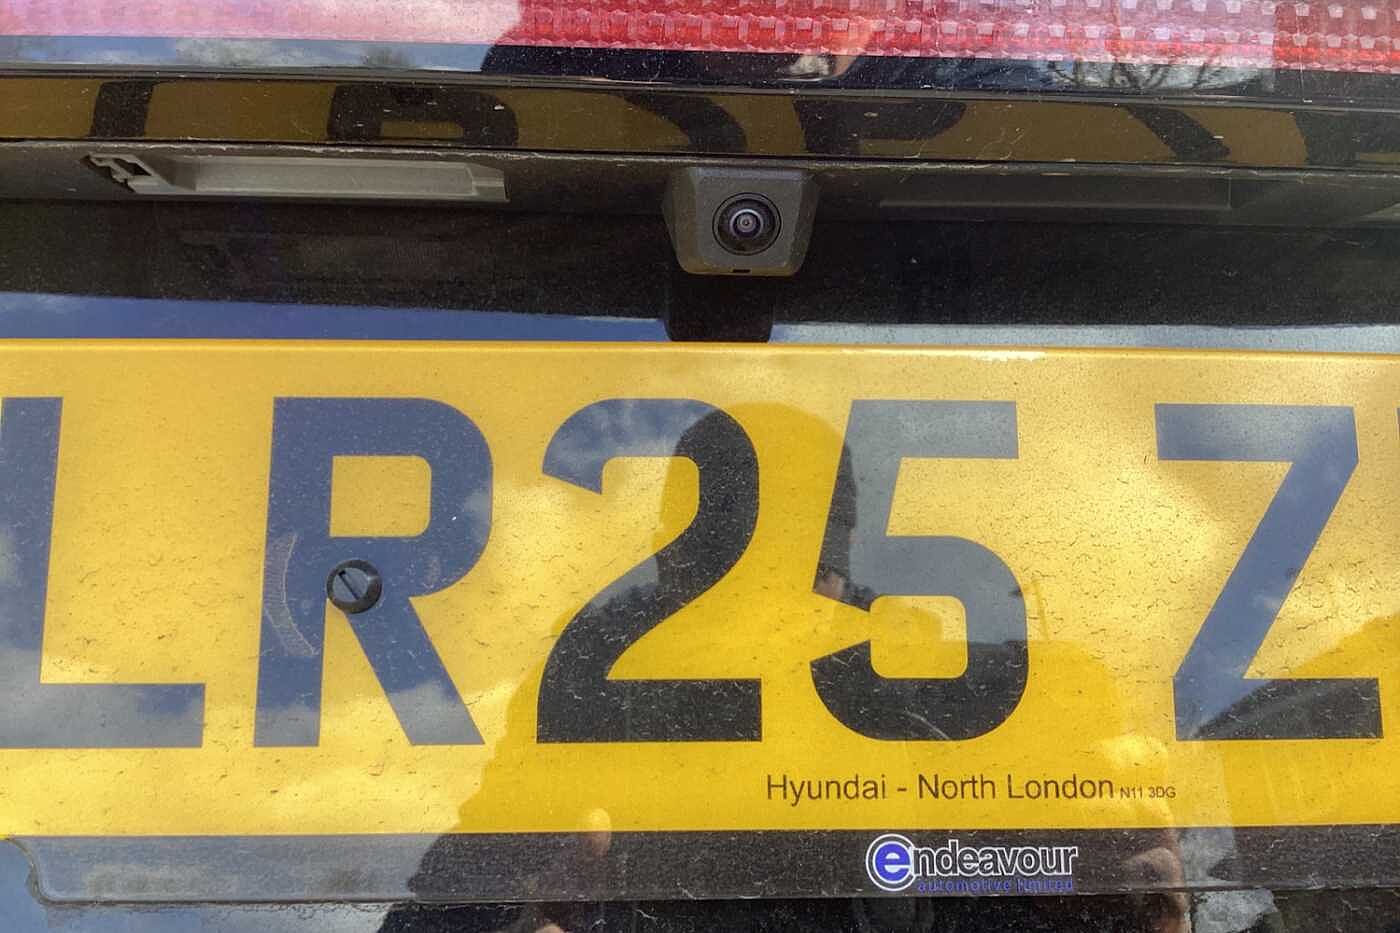 LR25 Z
Hyundai - North London N11 3DG
endeavour
automotive limited